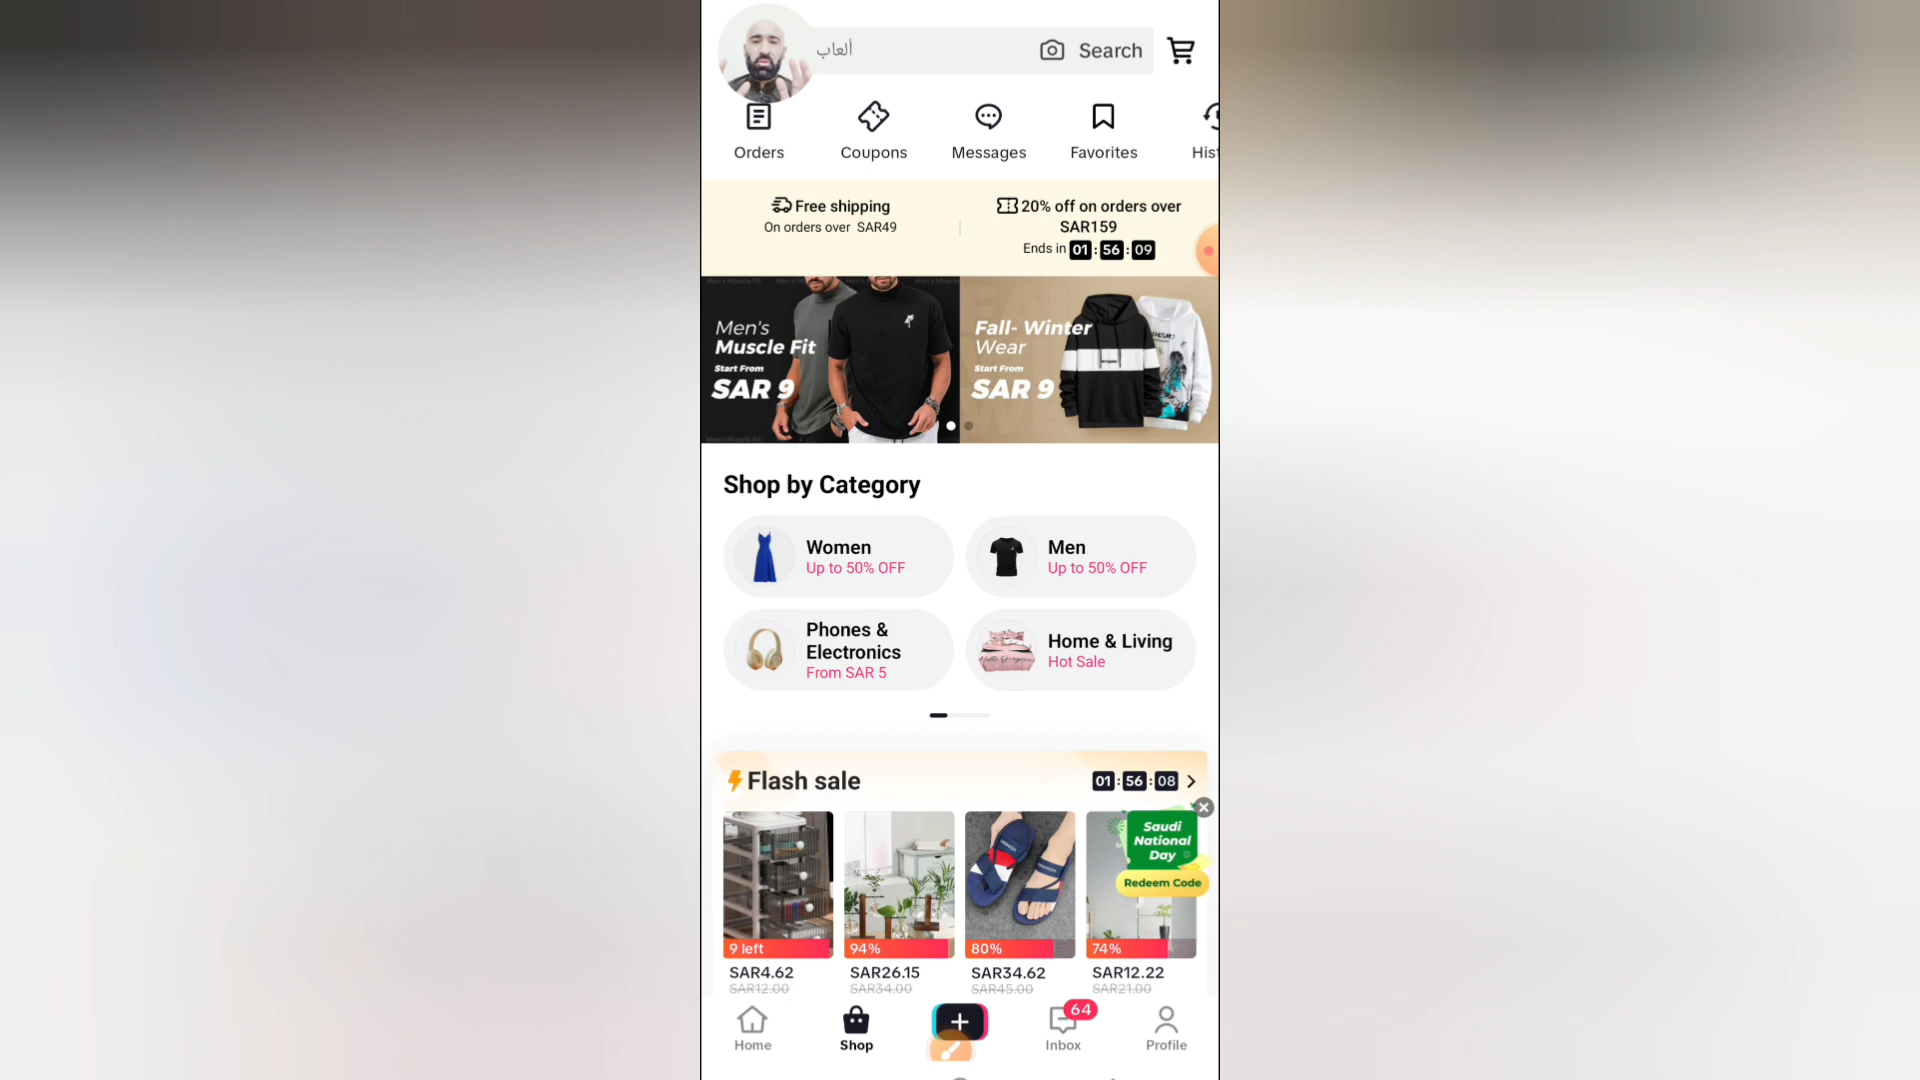 ألعاب
Search
Orders
Coupons
Messages
Favorites
Hist
Free shipping
On orders over SAR49
20% off on orders over
SAR159
Ends in 01 : 56 : 09
Men's
Muscle Fit
Start From
SAR 9
Fall- Winter
Wear
Start From
SAR 9
Shop by Category
Women
Up to 50% OFF
Men
Up to 50% OFF
Phones &
Electronics
From SAR 5
Home & Living
Hot Sale
Flash sale
01 : 56 : 08
Saudi
National
Day
Redeem Code
9 left
94%
80%
74%
SAR4.62
SAR26.15
SAR34.62
SAR12.22
SAR12.00
SAR34.00
SAR45.00
SAR21.00
64
Home
Shop
Inbox
Profile